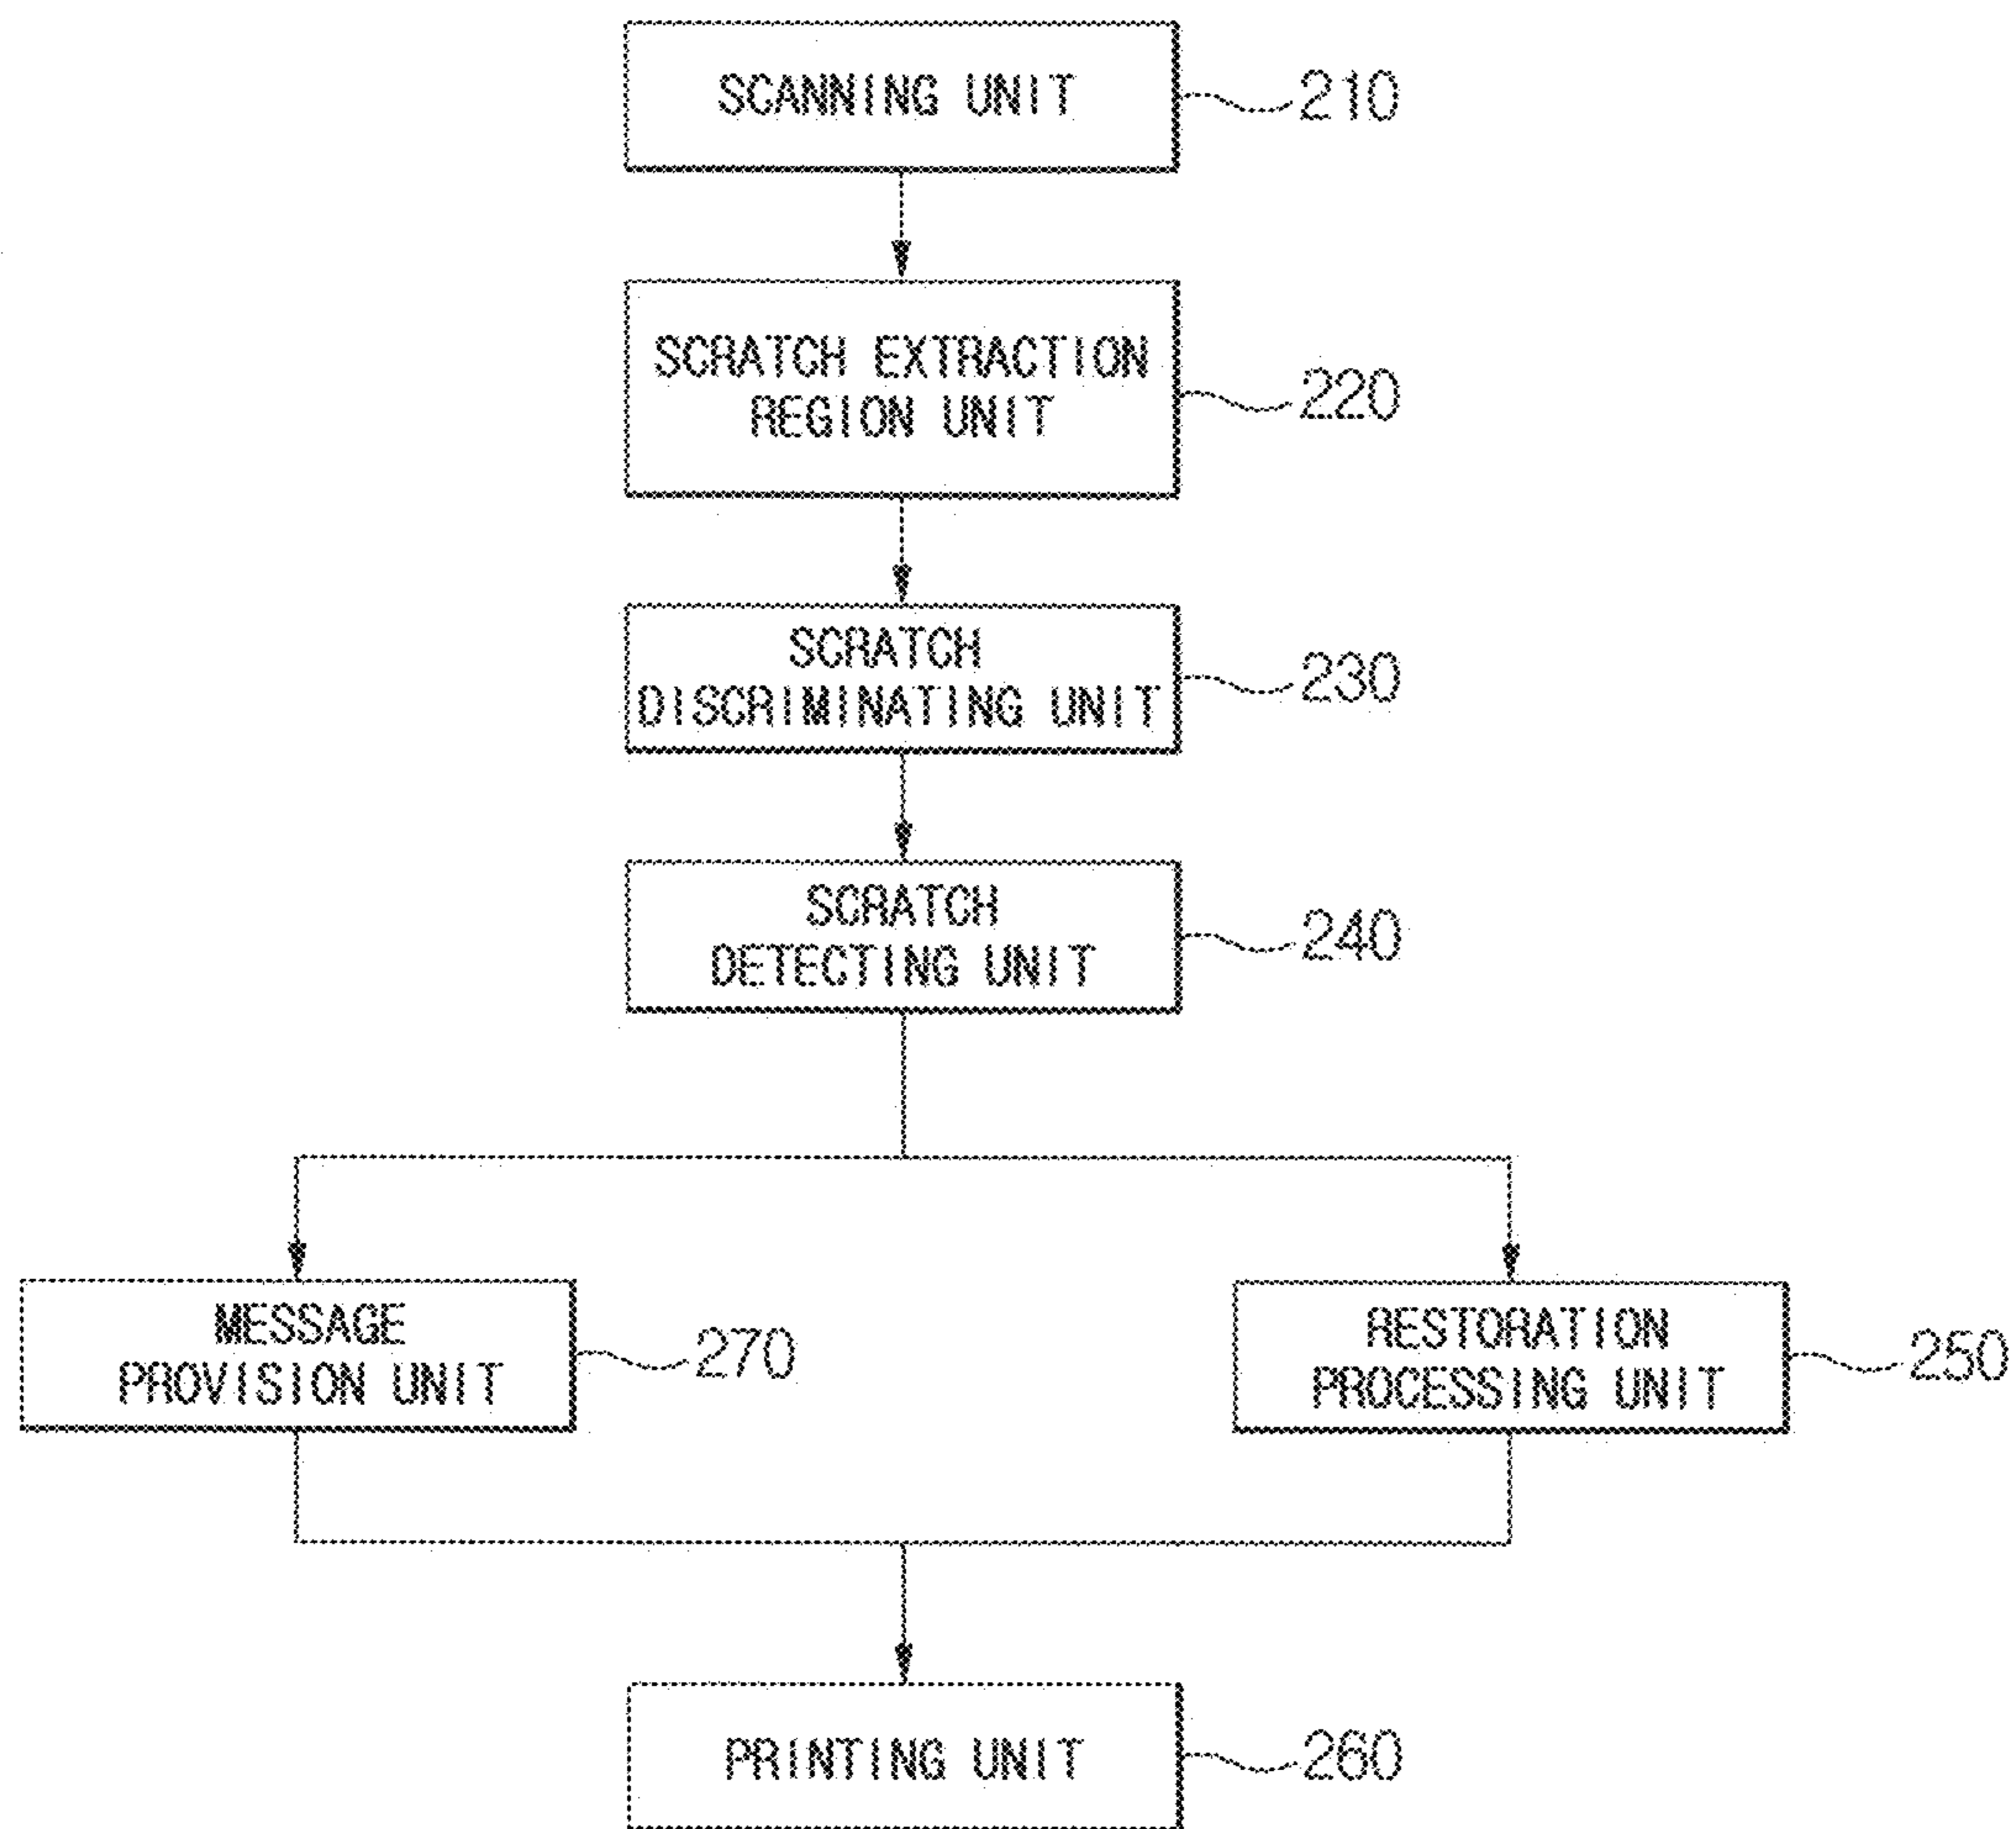 SCANNING UNIT
210
SCRATCH EXTRACTION
REGION UNIT
220
SCRATCH
DISCRIMINATING UNIT
230
SCRATCH
DETECTING UNIT
240
MESSAGE
PROVISION UNIT
270
RESTORATION
PROCESSING UNIT
250
PRINTING UNIT
260